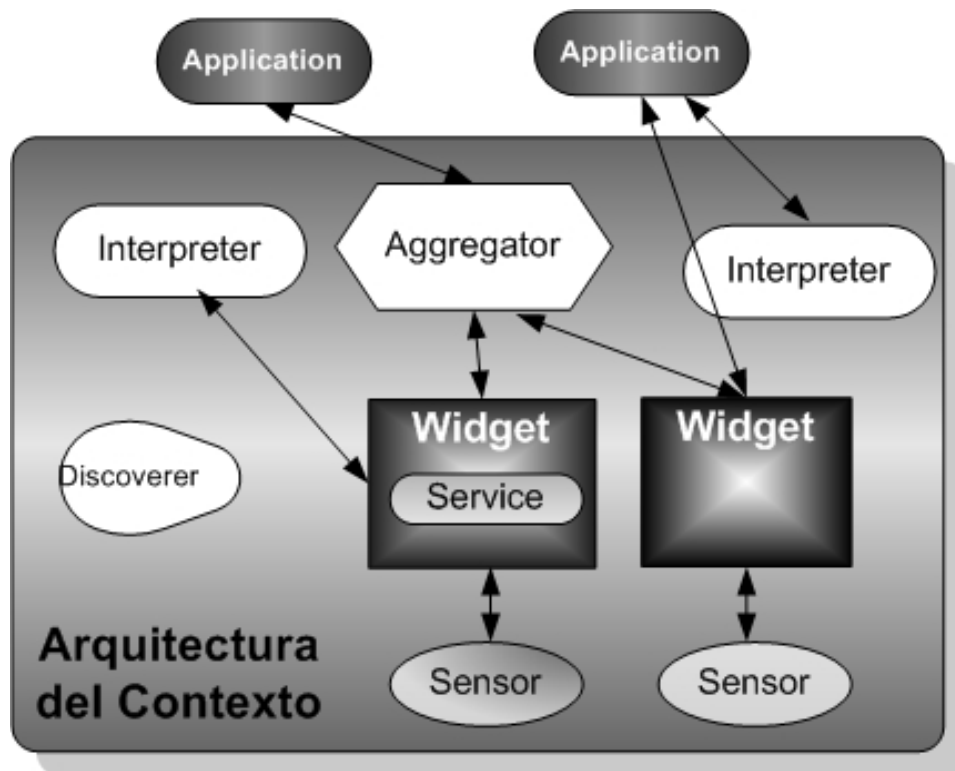 Application
Application
Interpreter
Aggregator
Interpreter
Widget
Widget
Discoverer
Service
Sensor
Sensor
Arquitectura
del Contexto